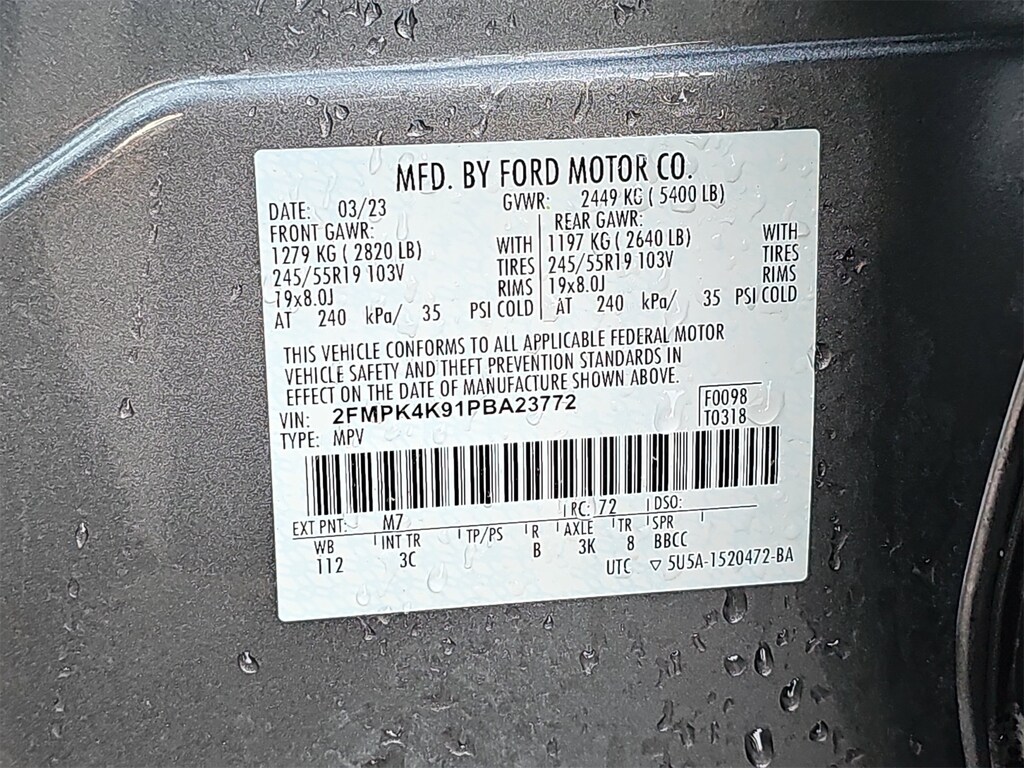 MFD. BY FORD MOTOR CO.
DATE: 03/23 GVWR: 2449 KG ( 5400 LB)
FRONT GAWR: REAR GAWR:
1279 KG ( 2820 LB) WITH 1197 KG ( 2640 LB) WITH
245/55R19 103V TIRES 245/55R19 103V TIRES
19x8.0J RIMS 19x8.0J RIMS
AT 240 kPa/ 35 PSI COLD AT 240 kPa/ 35 PSI COLD
THIS VEHICLE CONFORMS TO ALL APPLICABLE FEDERAL MOTOR
VEHICLE SAFETY AND THEFT PREVENTION STANDARDS IN
EFFECT ON THE DATE OF MANUFACTURE SHOWN ABOVE.
VIN: 2FMPK4K91PBA23772 F0098
TYPE: MPV T0318
EXT PNT: M7 RC: 72 DSO:
WB INT TR TP/PS R AXLE TR SPR
112 3C B 3K 8 BBCC
UTC ▽ 5U5A-1520472-BA